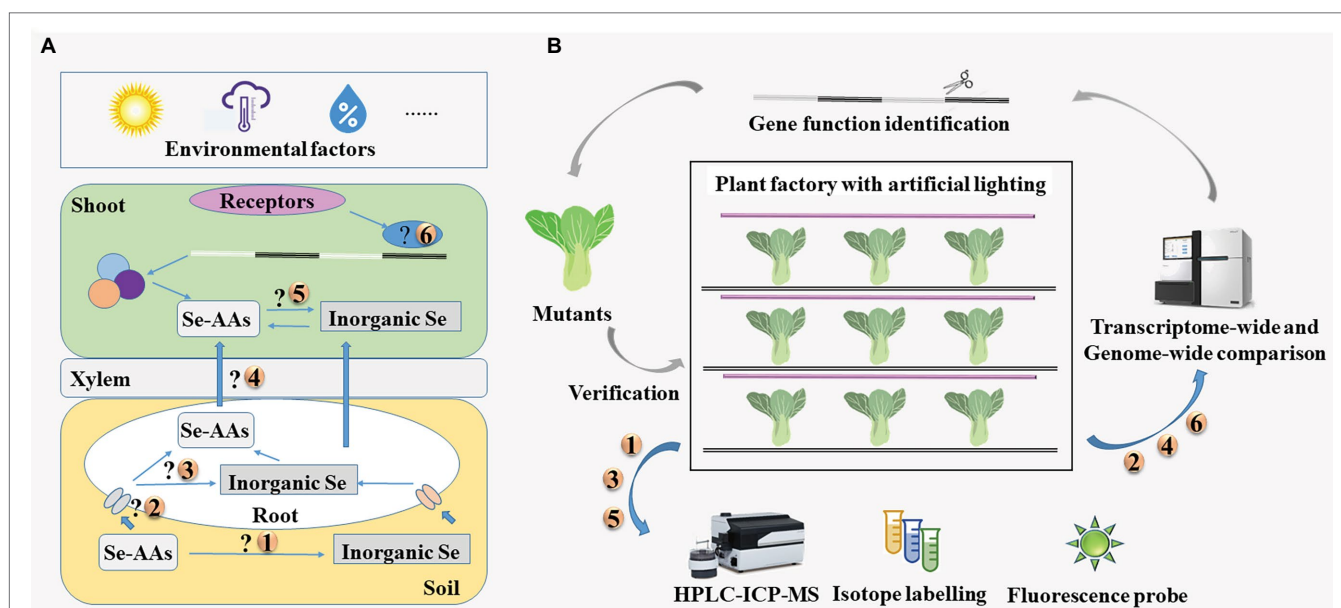 A
Environmental factors
......
%
Shoot
Receptors
? 6
? 5
Se-AAs
Inorganic Se
Xylem
? 4
Se-AAs
? 3
Inorganic Se
? 2
Root
Se-AAs
? 1
Inorganic Se
Soil
B
Gene function identification
Plant factory with artificial lighting
Mutants
Verification
Transcriptome-wide and
Genome-wide comparison
1
3
5
2
4
6
HPLC-ICP-MS
Isotope labelling
Fluorescence probe